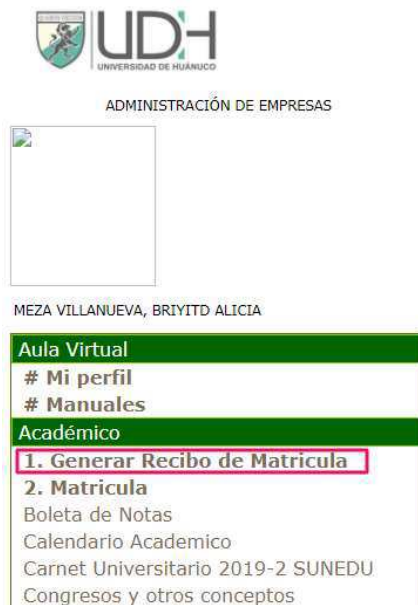 UDH
UNIVERSIDAD DE HUÁNUCO
ADMINISTRACIÓN DE EMPRESAS
MEZA VILLANUEVA, BRIYITD ALICIA
Aula Virtual
# Mi perfil
# Manuales
Académico
1. Generar Recibo de Matricula
2. Matricula
Boleta de Notas
Calendario Academico
Carnet Universitario 2019-2 SUNEDU
Congresos y otros conceptos